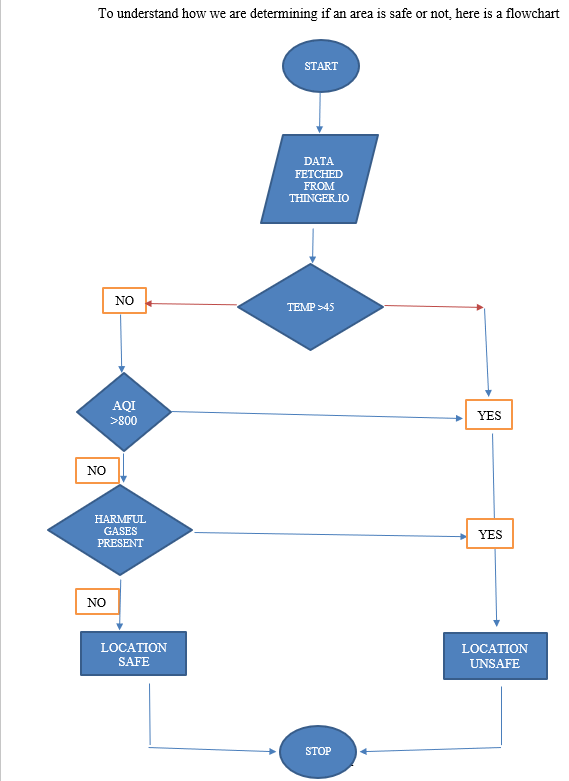 To understand how we are determining if an area is safe or not, here is a flowchart
START
DATA
FETCHED
FROM
THINGER.IO
TEMP >45
NO
AQI
>800
YES
NO
HARMFUL
GASES
PRESENT
YES
NO
LOCATION
SAFE
LOCATION
UNSAFE
STOP